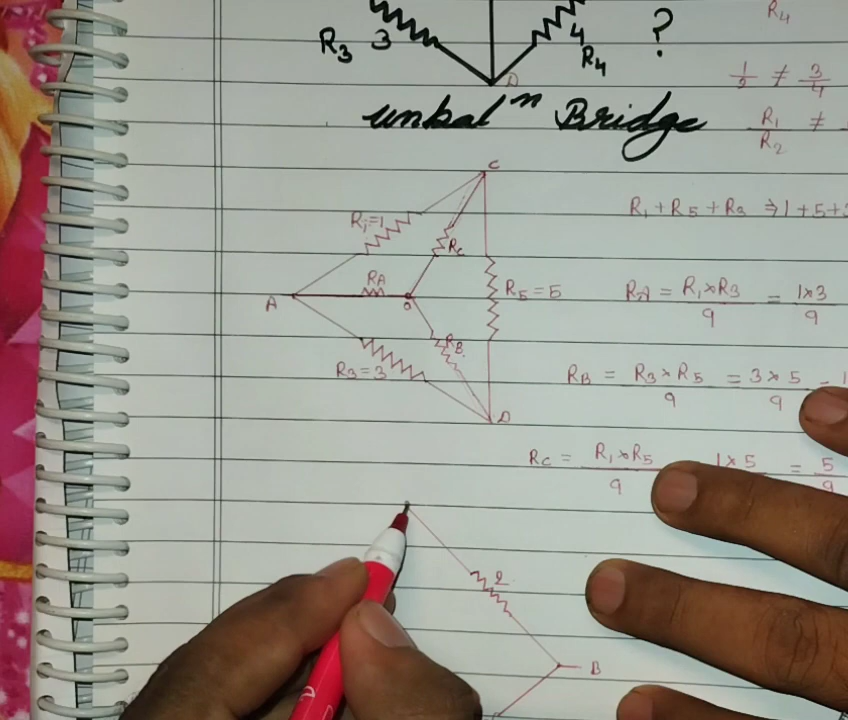 R4
R3 3 4 R4 ?
D
1/2 ≠ 3/4
unbal^n Bridge
R1/R2 ≠
C
R1=1
R1 + R5 + R3 ⇒ 1 + 5 + 3
RC
RA
A O R5 = 5
RA = R1×R3/9 = 1×3/9
RB
R3=3
RB = R3×R5/9 = 3×5/9
D
RC = R1×R5/9 1×5 = 5/9
2
B